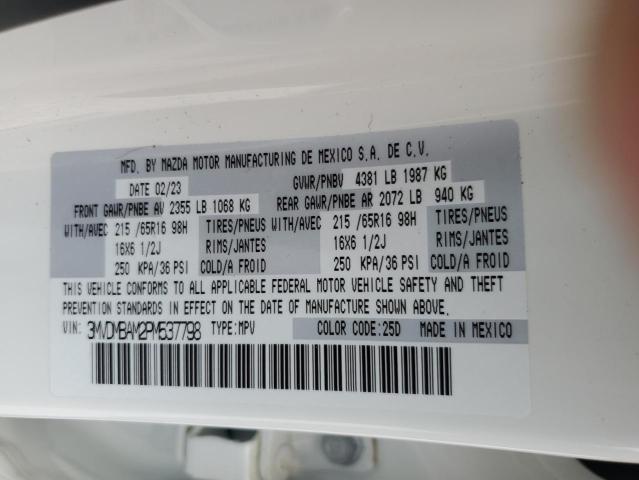 MFD. BY MAZDA MOTOR MANUFACTURING DE MEXICO S.A. DE C.V.
DATE 02/23 GVWR/PNBV 4381 LB 1987 KG
FRONT GAWR/PNBE AV 2355 LB 1068 KG REAR GAWR/PNBE AR 2072 LB 940 KG
WITH/AVEC 215 /65R16 98H TIRES/PNEUS WITH/AVEC 215 /65R16 98H TIRES/PNEUS
16X6 1/2J RIMS/JANTES 16X6 1/2J RIMS/JANTES
250 KPA/36 PSI COLD/A FROID 250 KPA/36 PSI COLD/A FROID
THIS VEHICLE CONFORMS TO ALL APPLICABLE FEDERAL MOTOR VEHICLE SAFETY AND THEFT
PREVENTION STANDARDS IN EFFECT ON THE DATE OF MANUFACTURE SHOWN ABOVE.
VIN: 3MVDMBAM2PM537798 TYPE:MPV COLOR CODE:25D MADE IN MEXICO